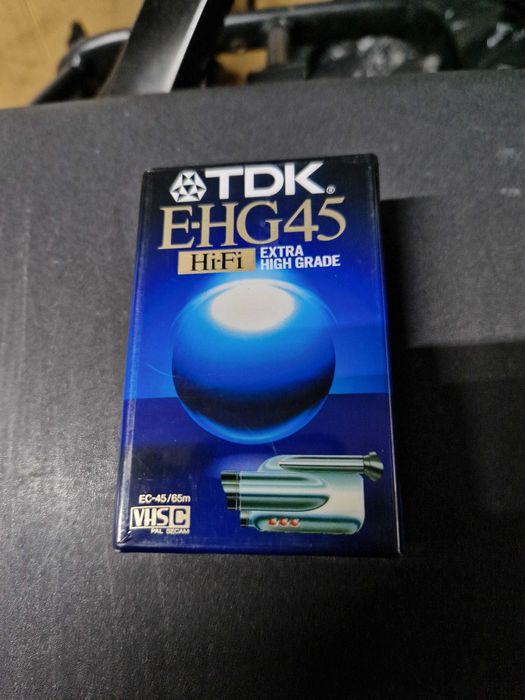 TDK®
E-HG45
Hi-Fi
EXTRA
HIGH GRADE
EC-45/65m
VHS C
PAL SECAM